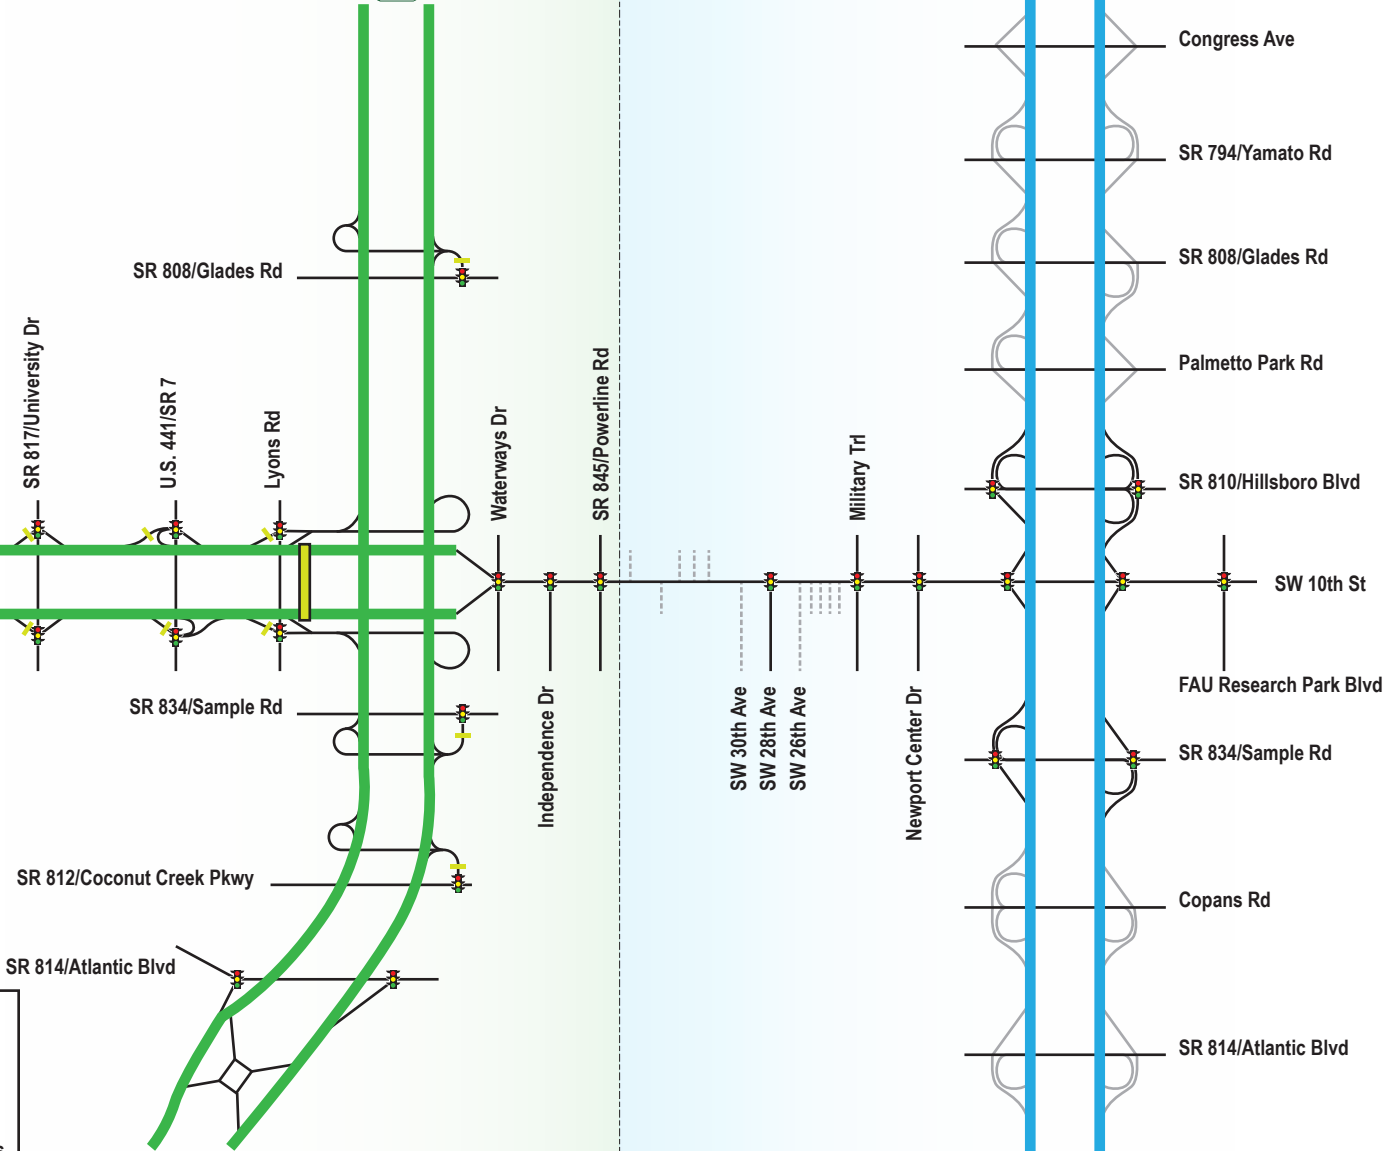 Congress Ave
SR 794/Yamato Rd
SR 808/Glades Rd
SR 808/Glades Rd
Palmetto Park Rd
SR 817/University Dr
U.S. 441/SR 7
Lyons Rd
Waterways Dr
SR 845/Powerline Rd
Military Trl
SR 810/Hillsboro Blvd
SW 10th St
FAU Research Park Blvd
SR 834/Sample Rd
Independence Dr
SW 30th Ave
SW 28th Ave
SW 26th Ave
Newport Center Dr
SR 834/Sample Rd
SR 812/Coconut Creek Pkwy
Copans Rd
SR 814/Atlantic Blvd
SR 814/Atlantic Blvd